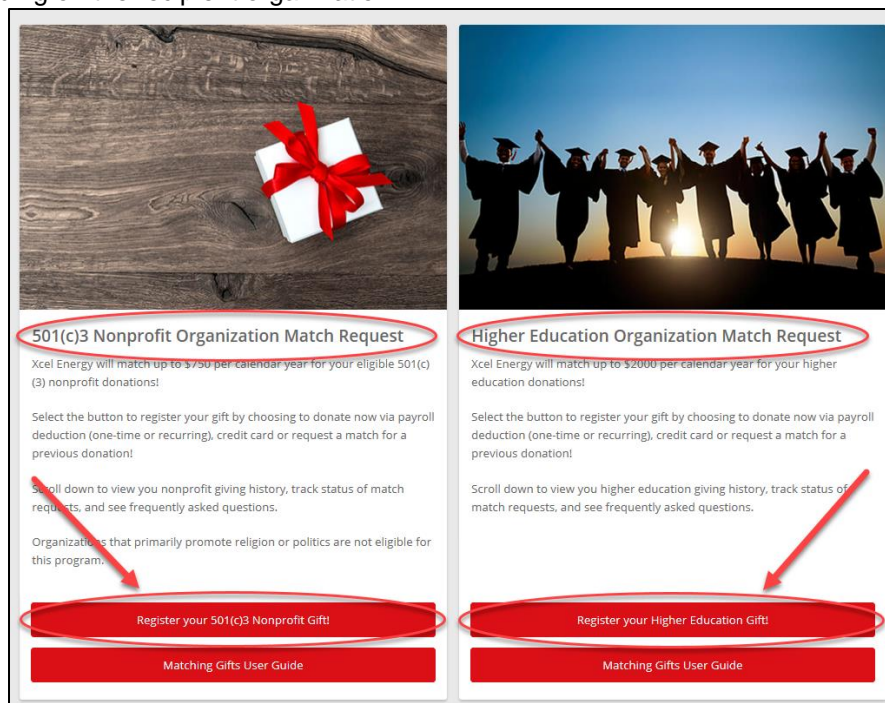 501(c)3 Nonprofit Organization Match Request
Xcel Energy will match up to $750 per calendar year for your eligible 501(c)
(3) nonprofit donations!
Select the button to register your gift by choosing to donate now via payroll
deduction (one-time or recurring), credit card or request a match for a
previous donation!
Scroll down to view you nonprofit giving history, track status of match
requests, and see frequently asked questions.
Organizations that primarily promote religion or politics are not eligible for
this program.
Register your 501(c)3 Nonprofit Gift!
Matching Gifts User Guide
Higher Education Organization Match Request
Xcel Energy will match up to $2000 per calendar year for your higher
education donations!
Select the button to register your gift by choosing to donate now via payroll
deduction (one-time or recurring), credit card or request a match for a
previous donation!
Scroll down to view you higher education giving history, track status of
match requests, and see frequently asked questions.
Register your Higher Education Gift!
Matching Gifts User Guide